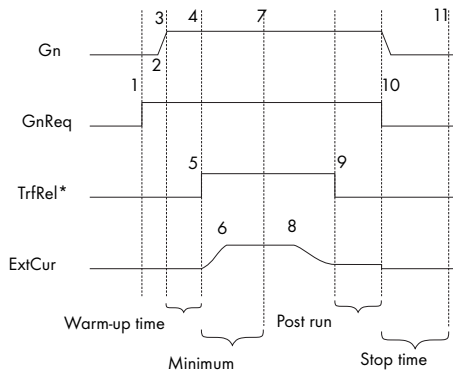 3 4 7 11
Gn
2
1 10
GnReq
5 9
TrfRel*
6 8
ExtCur
Warm-up time Post run
Minimum Stop time